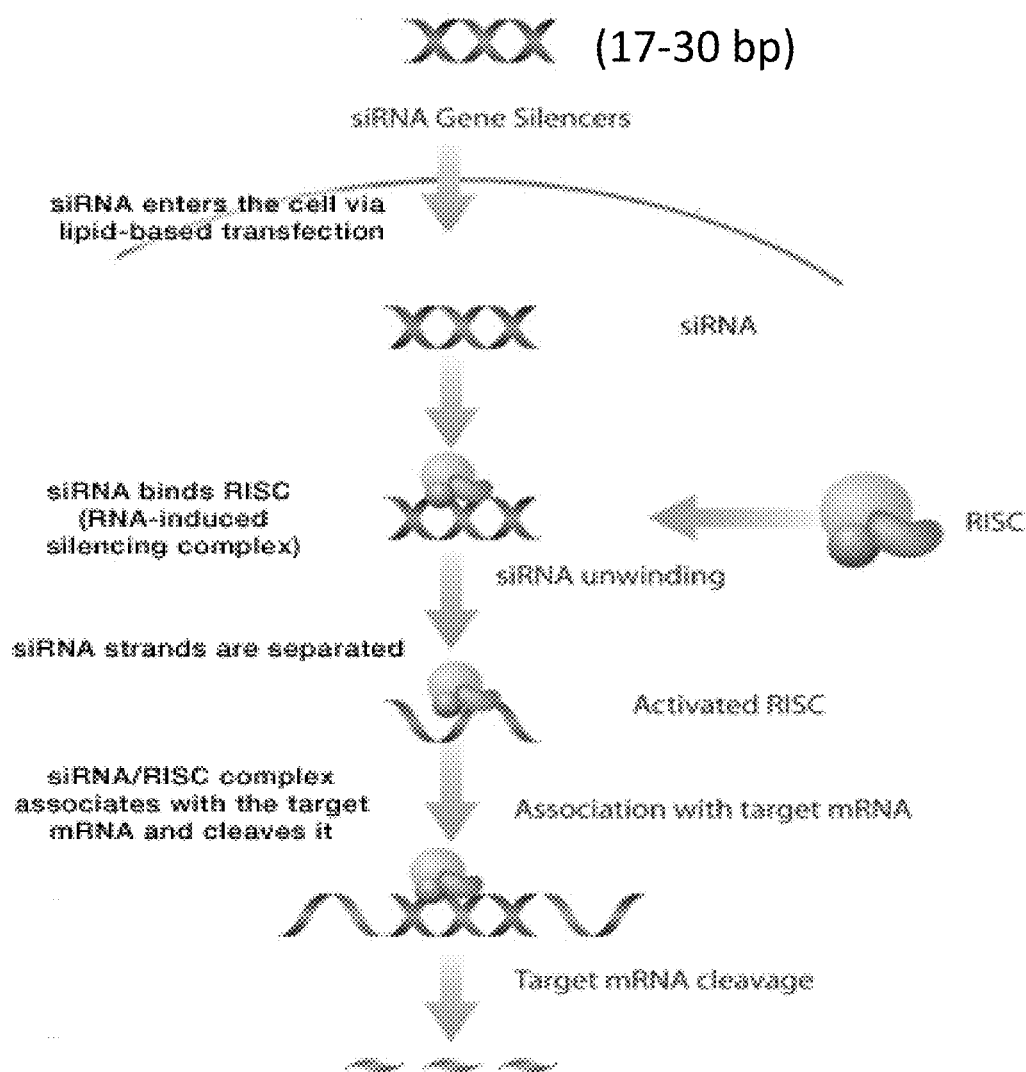 (17-30 bp)
siRNA Gene Silencers
siRNA enters the cell via
lipid-based transfection
siRNA
siRNA binds RISC
(RNA-induced
silencing complex)
RISC
siRNA unwinding
siRNA strands are separated
Activated RISC
siRNA/RISC complex
associates with the target
mRNA and cleaves it
Association with target mRNA
Target mRNA cleavage